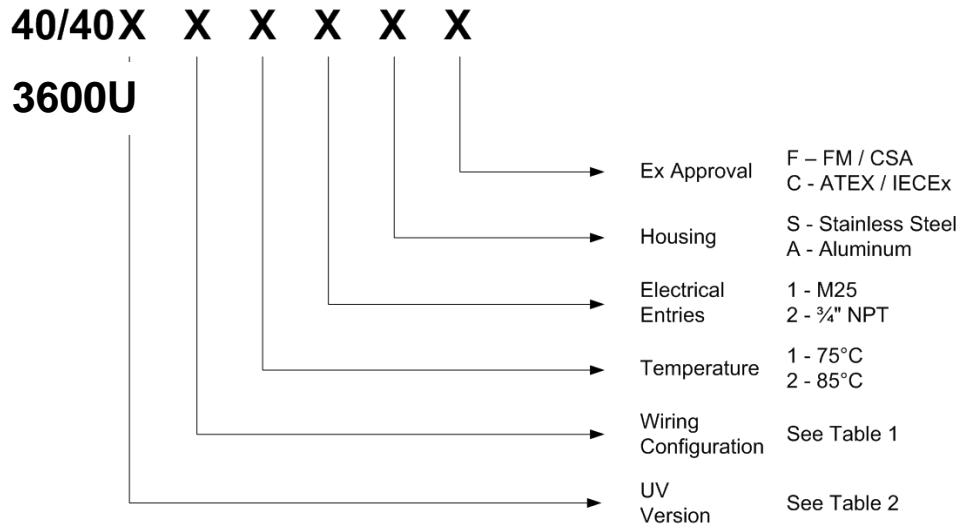 40/40X X X X X X
3600U
Ex Approval
F – FM / CSA
C - ATEX / IECEx
Housing
S - Stainless Steel
A - Aluminum
Electrical
Entries
1 - M25
2 - ¾" NPT
Temperature
1 - 75°C
2 - 85°C
Wiring
Configuration
See Table 1
UV
Version
See Table 2